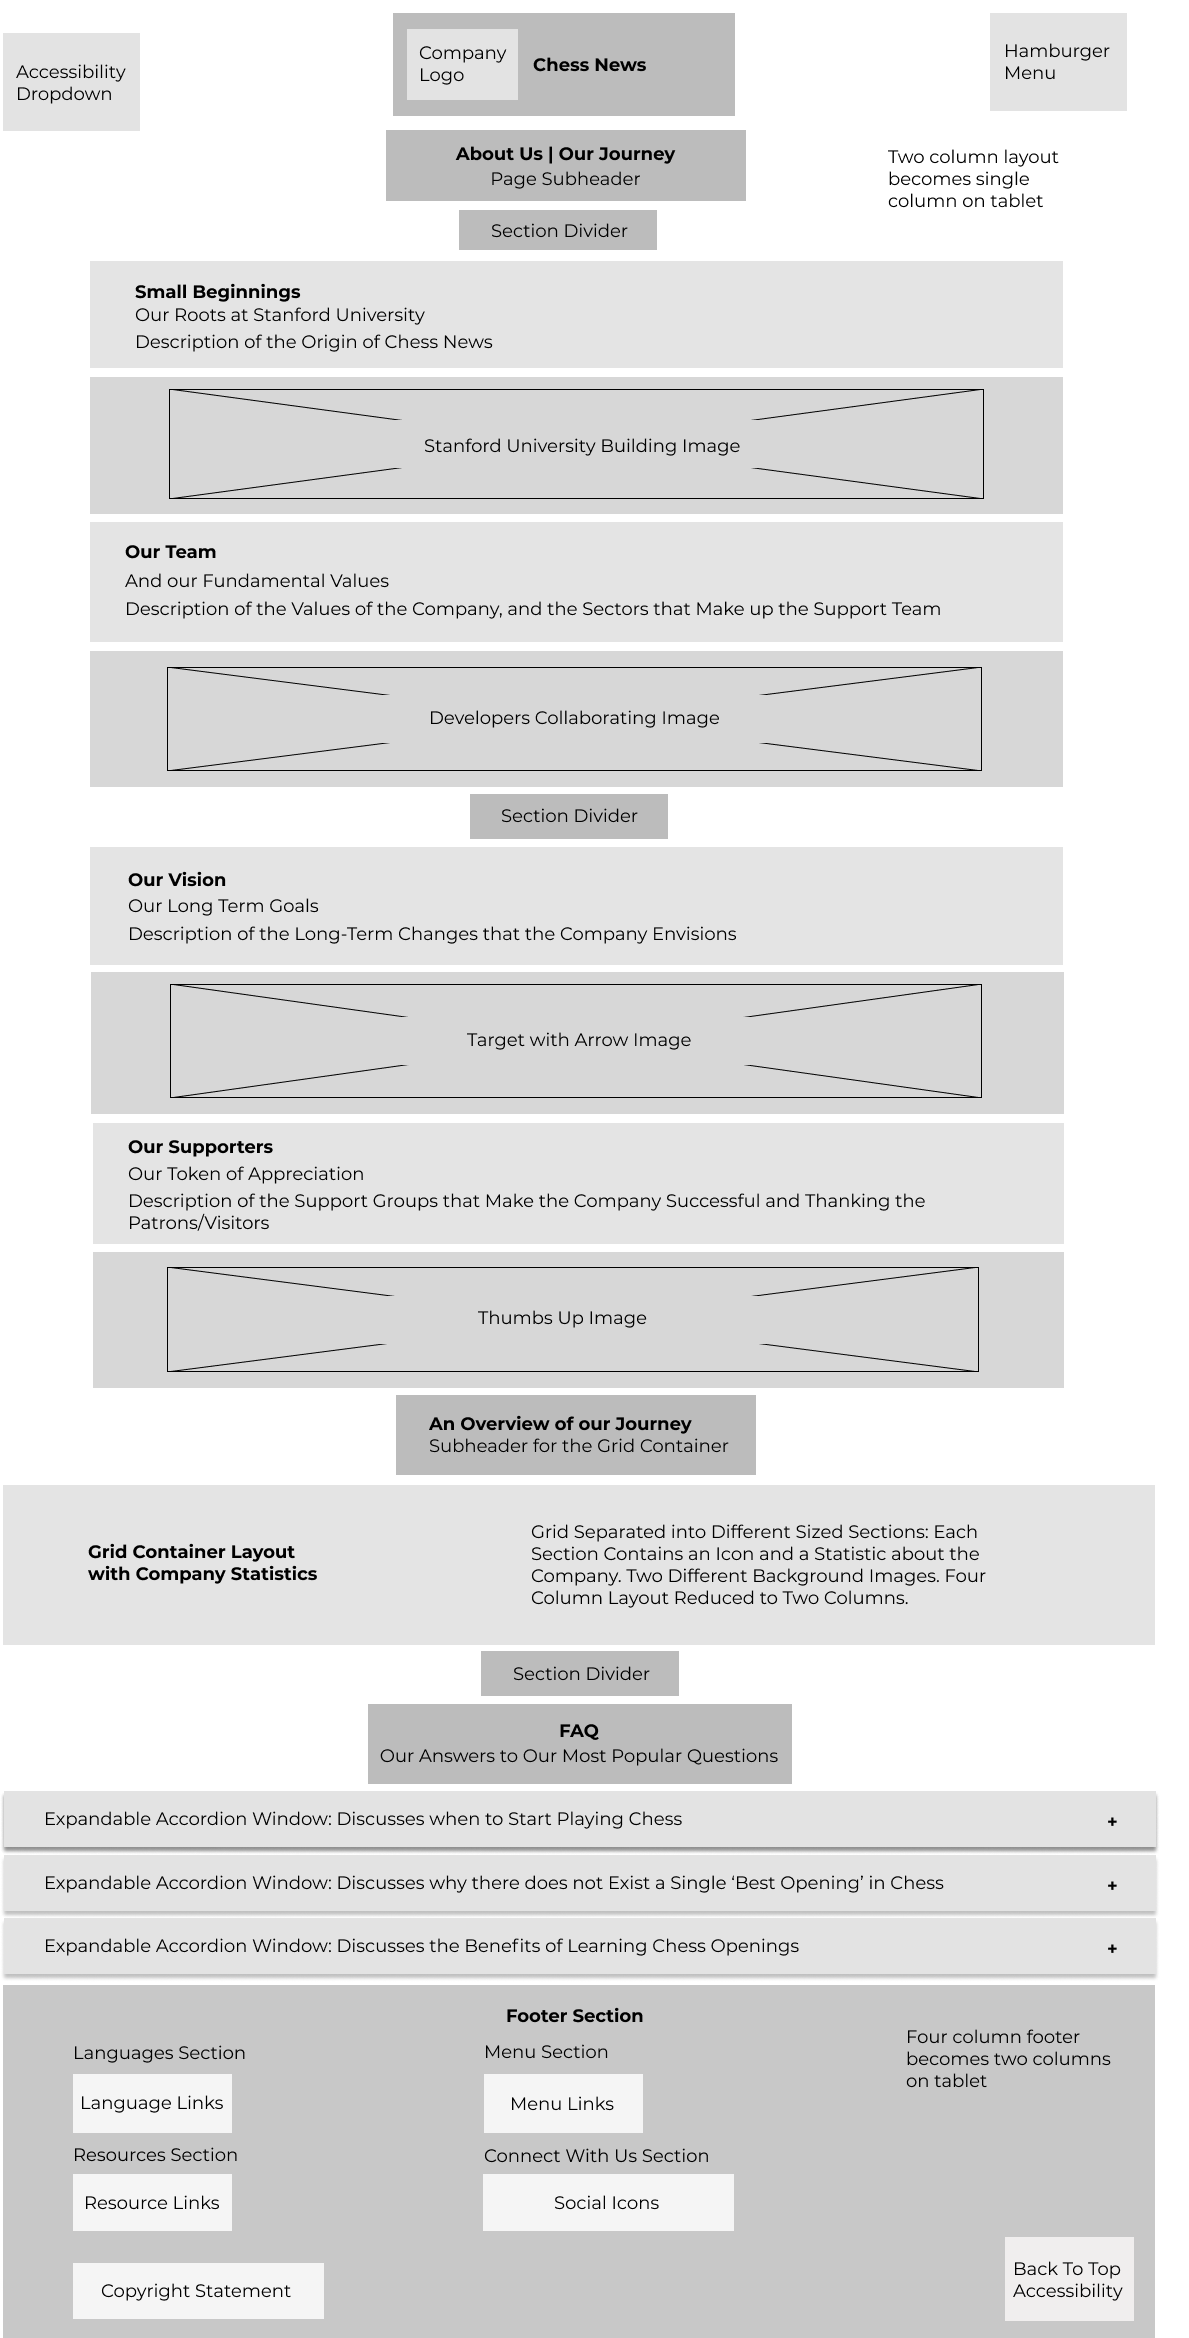 Accessibility
Dropdown
Company
Logo
Chess News
Hamburger
Menu
About Us | Our Journey
Page Subheader
Two column layout
becomes single
column on tablet
Section Divider
Small Beginnings
Our Roots at Stanford University
Description of the Origin of Chess News
Stanford University Building Image
Our Team
And our Fundamental Values
Description of the Values of the Company, and the Sectors that Make up the Support Team
Developers Collaborating Image
Section Divider
Our Vision
Our Long Term Goals
Description of the Long-Term Changes that the Company Envisions
Target with Arrow Image
Our Supporters
Our Token of Appreciation
Description of the Support Groups that Make the Company Successful and Thanking the
Patrons/Visitors
Thumbs Up Image
An Overview of our Journey
Subheader for the Grid Container
Grid Container Layout
with Company Statistics
Grid Separated into Different Sized Sections: Each
Section Contains an Icon and a Statistic about the
Company. Two Different Background Images. Four
Column Layout Reduced to Two Columns.
Section Divider
FAQ
Our Answers to Our Most Popular Questions
Expandable Accordion Window: Discusses when to Start Playing Chess +
Expandable Accordion Window: Discusses why there does not Exist a Single ‘Best Opening’ in Chess +
Expandable Accordion Window: Discusses the Benefits of Learning Chess Openings +
Footer Section
Languages Section
Language Links
Menu Section
Menu Links
Four column footer
becomes two columns
on tablet
Resources Section
Resource Links
Connect With Us Section
Social Icons
Copyright Statement
Back To Top
Accessibility